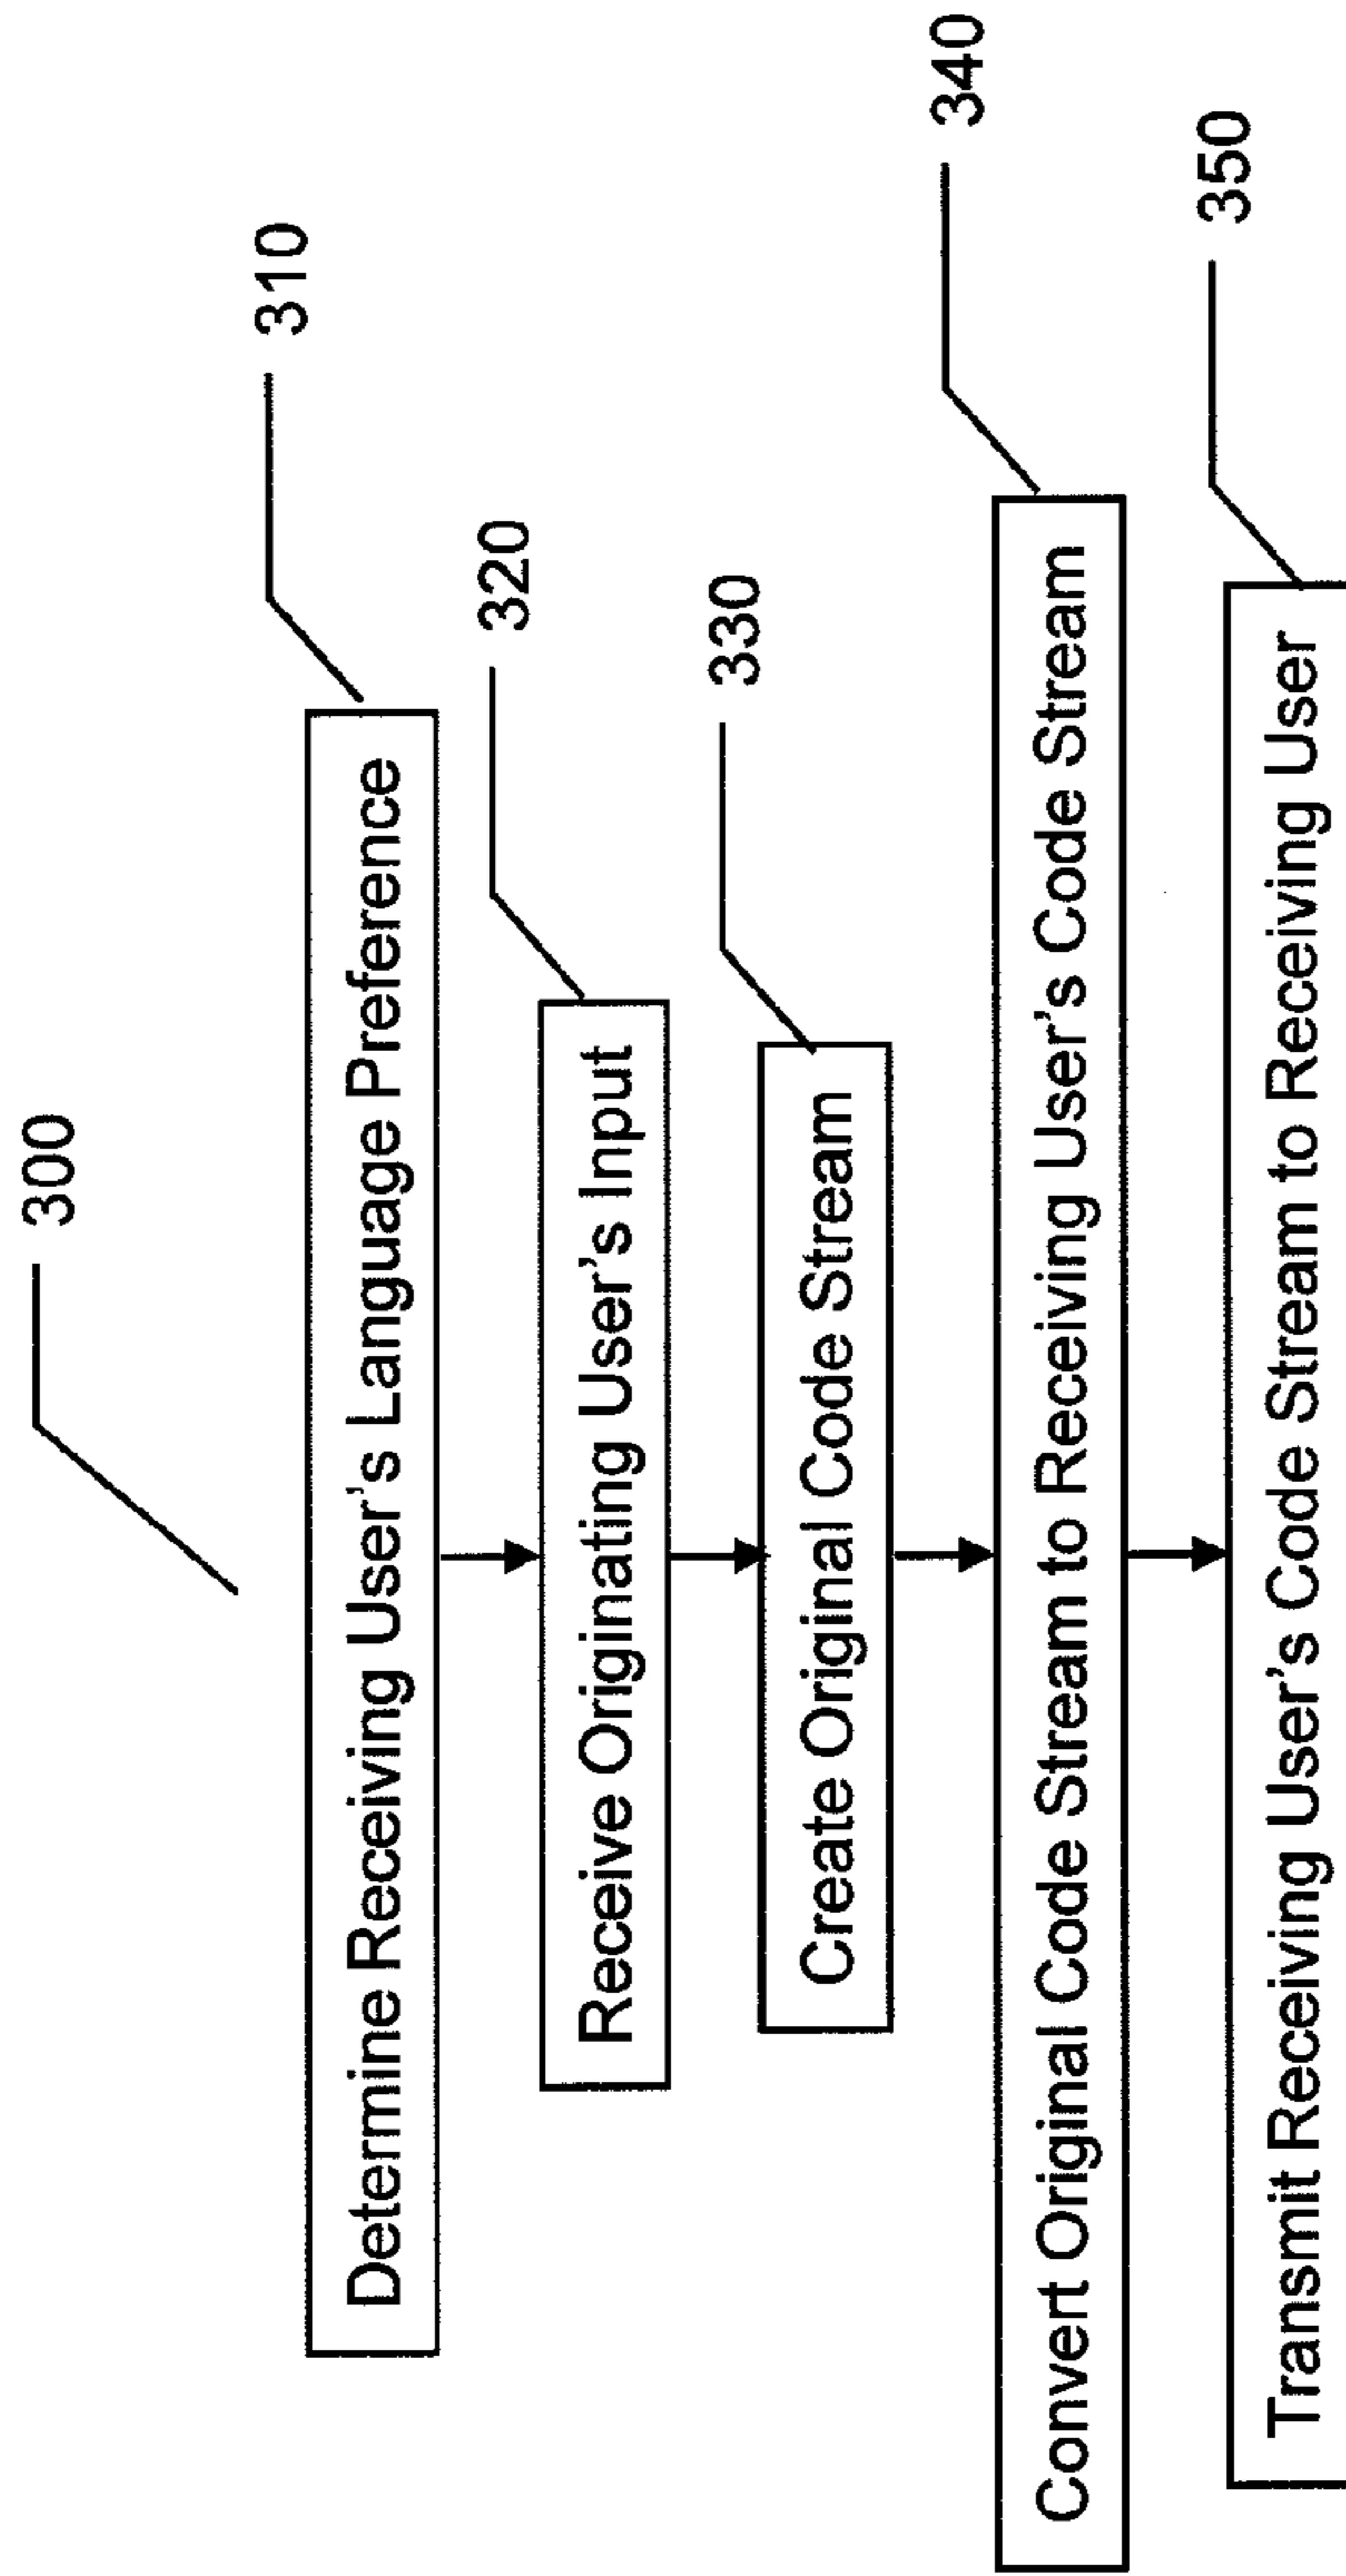 300
310
Determine Receiving User's Language Preference
320
Receive Originating User's Input
330
Create Original Code Stream
340
Convert Original Code Stream to Receiving User's Code Stream
350
Transmit Receiving User's Code Stream to Receiving User